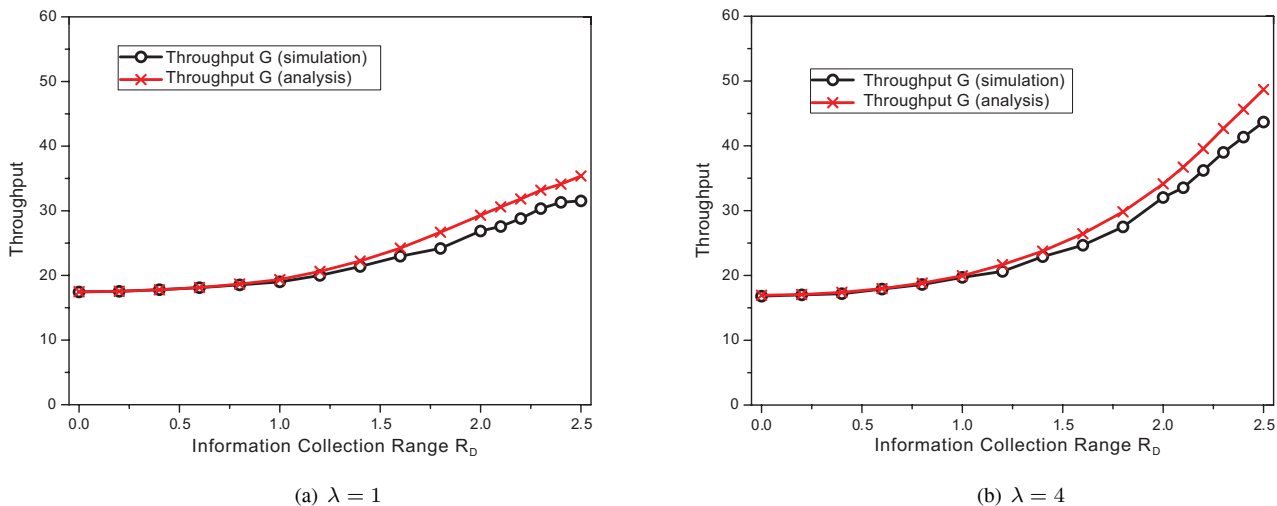 60
50
40
30
20
10
0
Throughput
Throughput G (simulation)
Throughput G (analysis)
0.0 0.5 1.0 1.5 2.0 2.5
Information Collection Range R_D
(a) λ = 1
60
50
40
30
20
10
0
Throughput
Throughput G (simulation)
Throughput G (analysis)
0.0 0.5 1.0 1.5 2.0 2.5
Information Collection Range R_D
(b) λ = 4